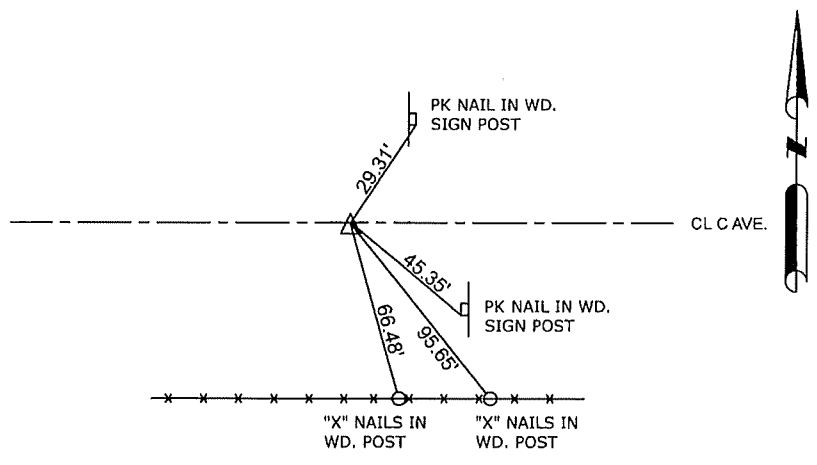 PK NAIL IN WD.
SIGN POST
29.31'
N
CL C AVE.
45.35'
PK NAIL IN WD.
SIGN POST
66.48'
95.65'
"X" NAILS IN
WD. POST
"X" NAILS IN
WD. POST